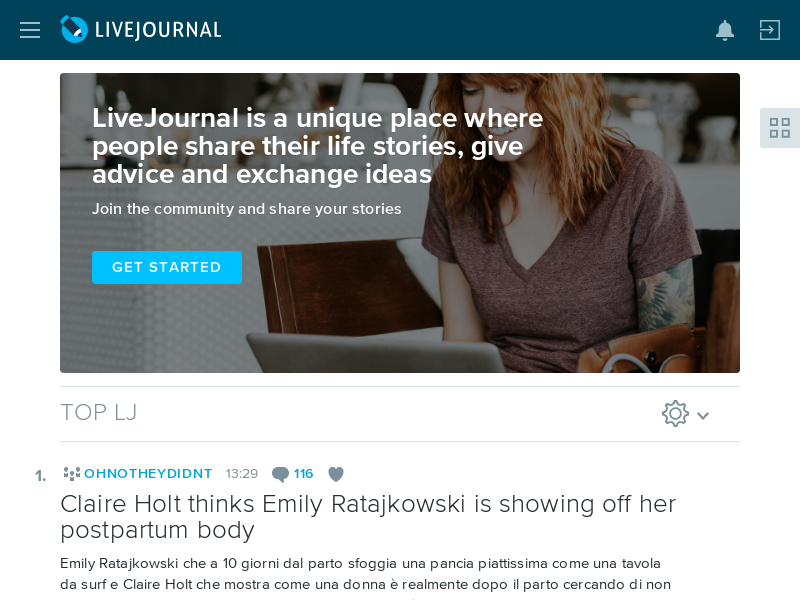 LIVEJOURNAL
LiveJournal is a unique place where
people share their life stories, give
advice and exchange ideas
Join the community and share your stories
GET STARTED
TOP LJ
1. OHNOTHEYDIDNT 13:29 116
Claire Holt thinks Emily Ratajkowski is showing off her
postpartum body
Emily Ratajkowski che a 10 giorni dal parto sfoggia una pancia piattissima come una tavola
da surf e Claire Holt che mostra come una donna è realmente dopo il parto cercando di non